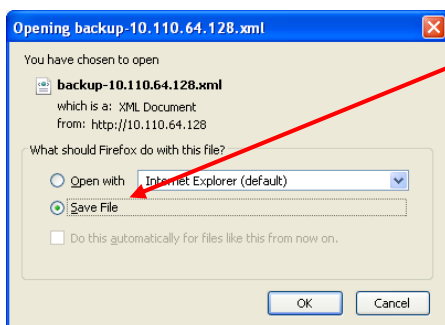 Opening backup-10.110.64.128.xml
You have chosen to open
backup-10.110.64.128.xml
which is a: XML Document
from: http://10.110.64.128
What should Firefox do with this file?
Open with Internet Explorer (default)
Save File
Do this automatically for files like this from now on.
OK Cancel